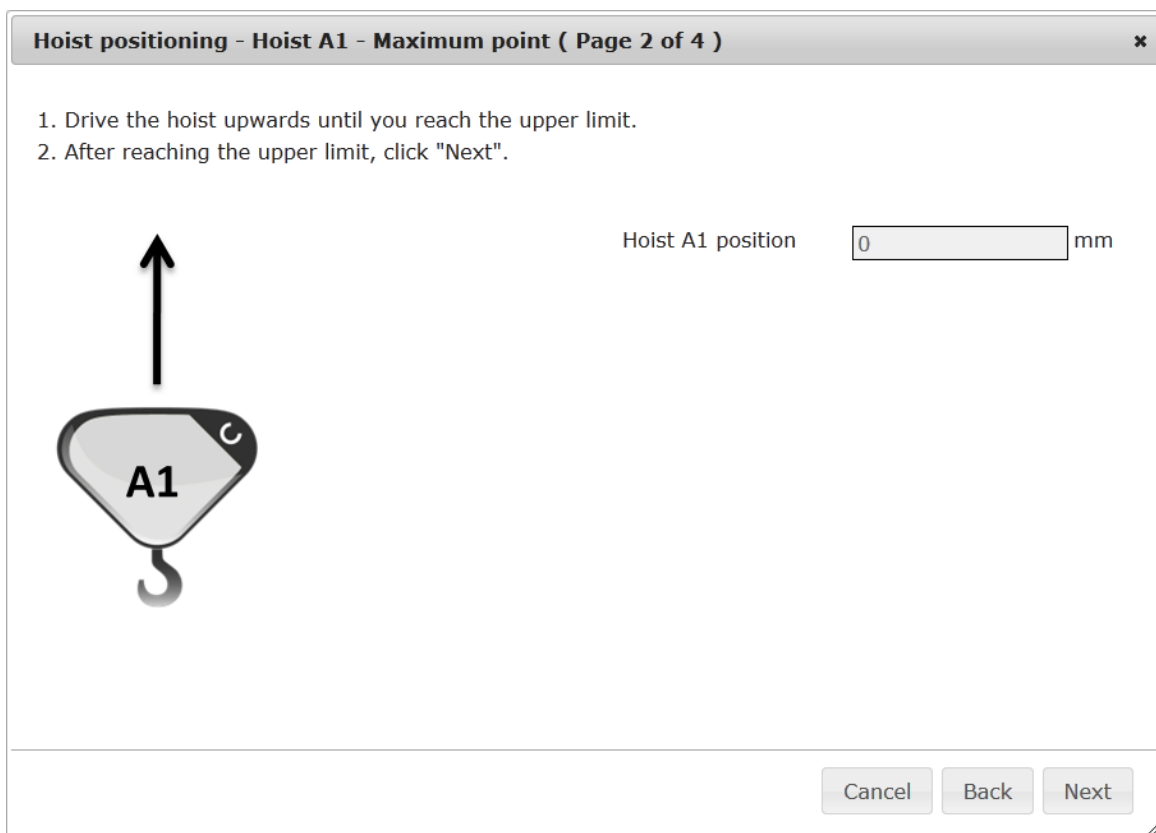 Hoist positioning - Hoist A1 - Maximum point ( Page 2 of 4 )
1. Drive the hoist upwards until you reach the upper limit.
2. After reaching the upper limit, click "Next".
Hoist A1 position 0 mm
A1
Cancel Back Next